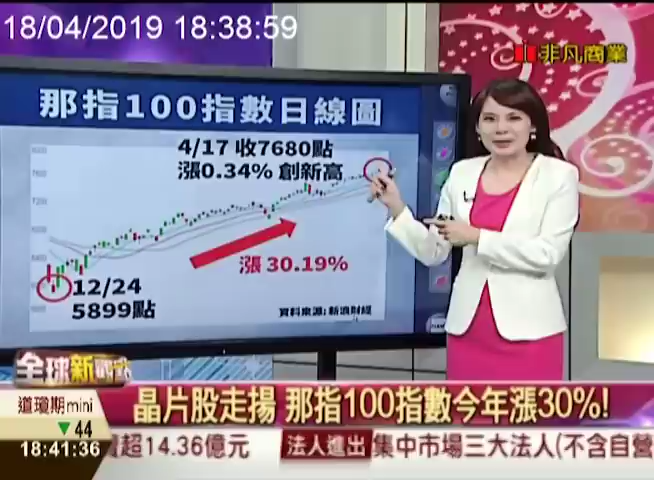 18/04/2019 18:38:59
非凡商業
那指100指數日線圖
4/17 收7680點
漲0.34% 創新高
漲 30.19%
12/24
5899點
資料來源:新浪財經
全球新觀點
晶片股走揚 那指100指數今年漲30%!
道瓊期mini
▼44
18:41:36
超14.36億元 法人進出 集中市場三大法人(不含自營